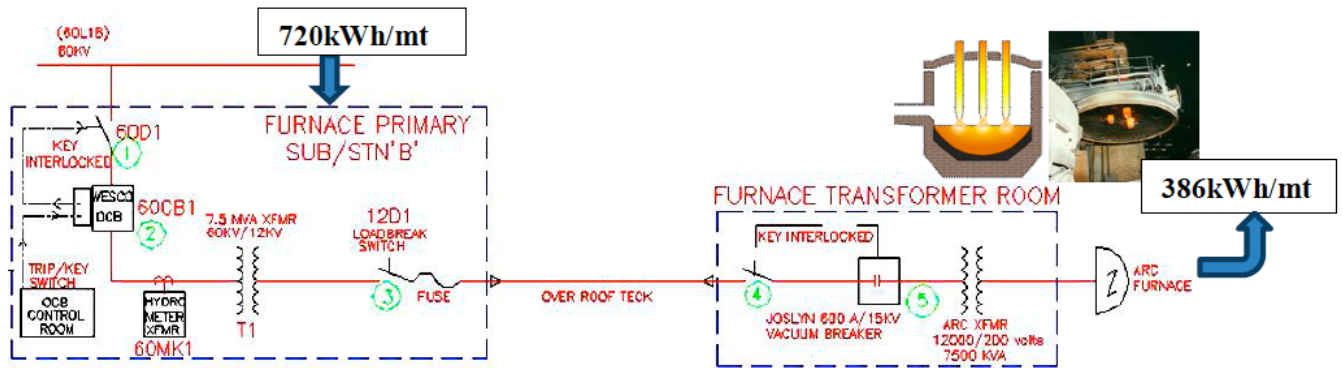 (60L1B)
60KV
720kWh/mt
FURNACE PRIMARY
SUB/STN'B'
60D1
KEY
INTERLOCKED
1
WESCO
OCB
60CB1
2
TRIP/KEY
SWITCH
OCB
CONTROL
ROOM
HYDRO
METER
XFMR
60MK1
7.5 MVA XFMR
60KV/12KV
T1
12D1
LOADBREAK
SWITCH
3
FUSE
OVER ROOF TECK
FURNACE TRANSFORMER ROOM
KEY INTERLOCKED
4
5
JOSLYN 600 A/15KV
VACUUM BREAKER
ARC XFMR
12000/200 volts
7500 KVA
ARC
FURNACE
386kWh/mt